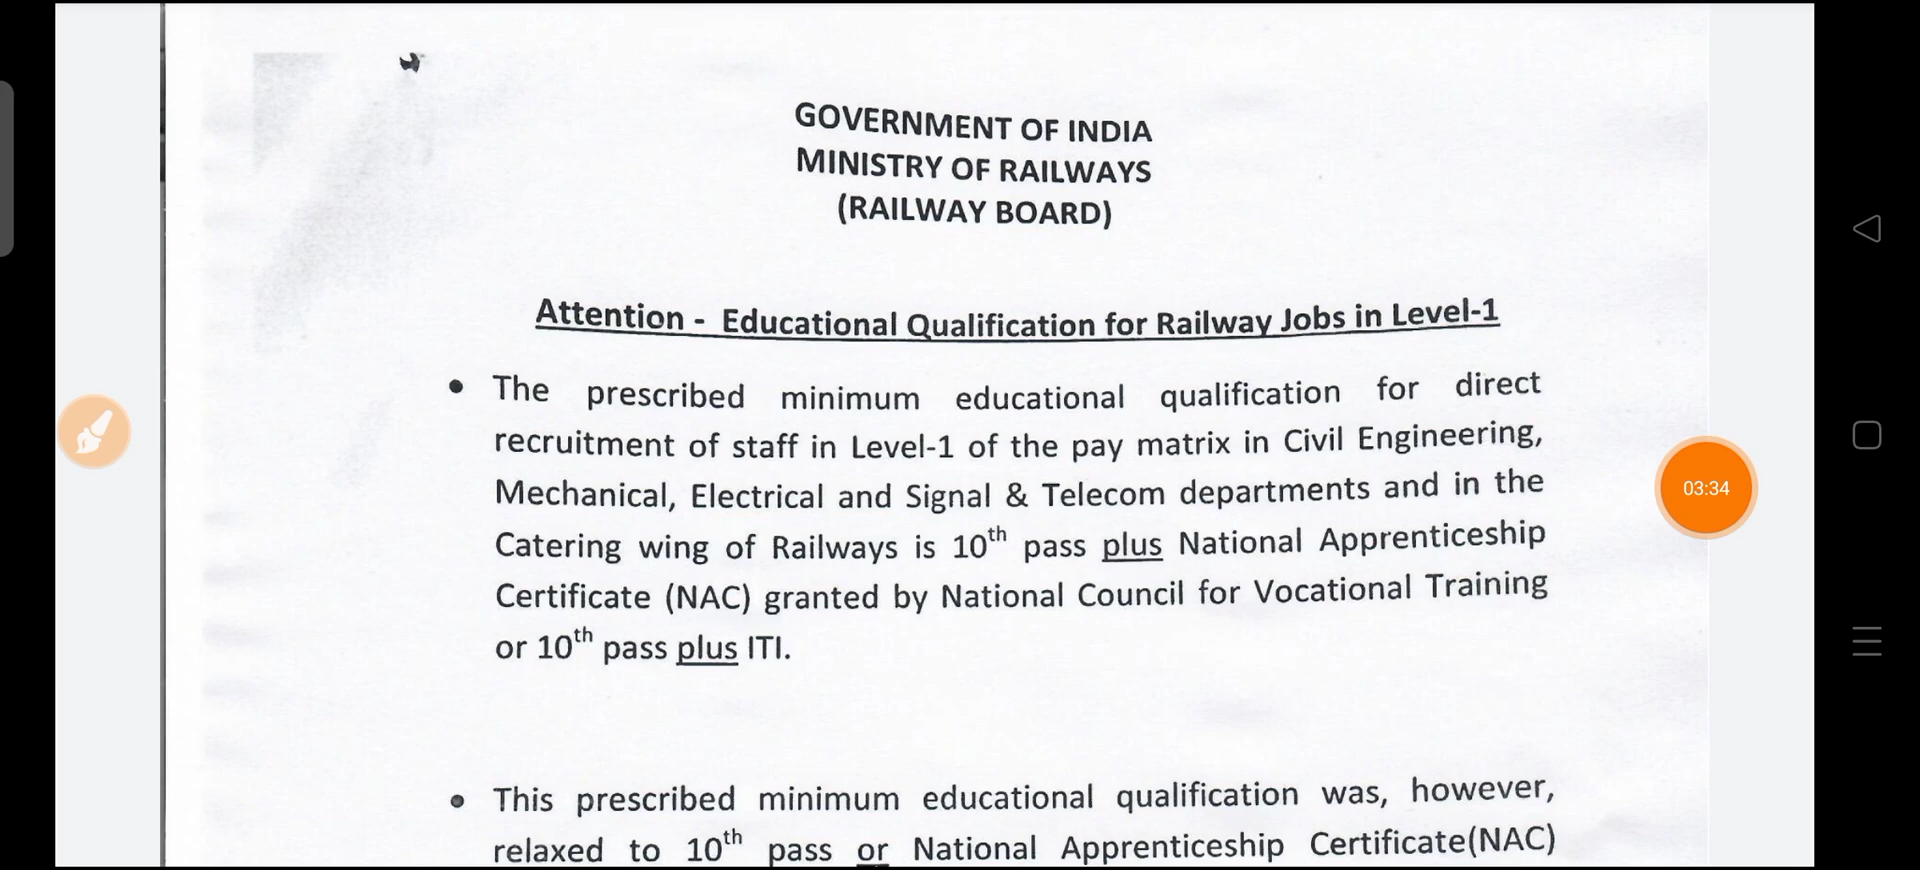 GOVERNMENT OF INDIA
MINISTRY OF RAILWAYS
(RAILWAY BOARD)
Attention - Educational Qualification for Railway Jobs in Level-1
• The prescribed minimum educational qualification for direct
recruitment of staff in Level-1 of the pay matrix in Civil Engineering,
Mechanical, Electrical and Signal & Telecom departments and in the
Catering wing of Railways is 10th pass plus National Apprenticeship
Certificate (NAC) granted by National Council for Vocational Training
or 10th pass plus ITI.
03:34
• This prescribed minimum educational qualification was, however,
relaxed to 10th pass or National Apprenticeship Certificate(NAC)